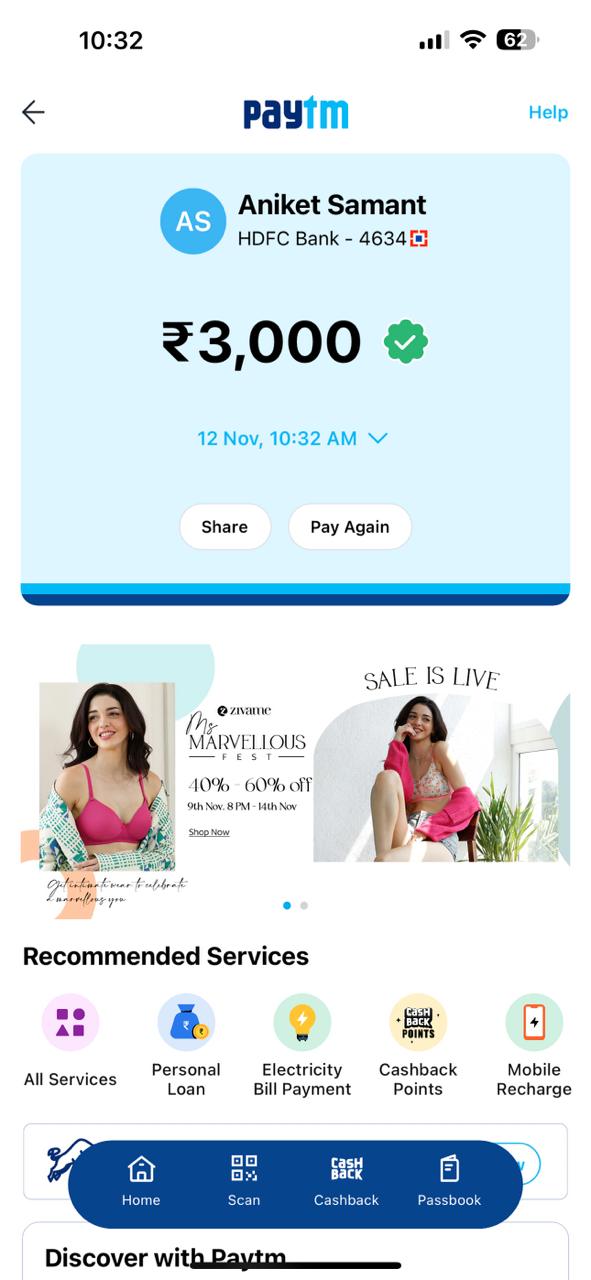 10:32
62
paytm
Help
AS
Aniket Samant
HDFC Bank - 4634
₹3,000
12 Nov, 10:32 AM
Share
Pay Again
zivame
Ms
MARVELLOUS
FEST
40% - 60% off
9th Nov. 8 PM - 14th Nov
Shop Now
Get intimate wear to celebrate
a marvellous you
SALE IS LIVE
Recommended Services
All Services
Personal
Loan
Electricity
Bill Payment
CASH
BACK
POINTS
Cashback
Points
Mobile
Recharge
Home
Scan
CASH
BACK
Cashback
Passbook
Discover with Paytm